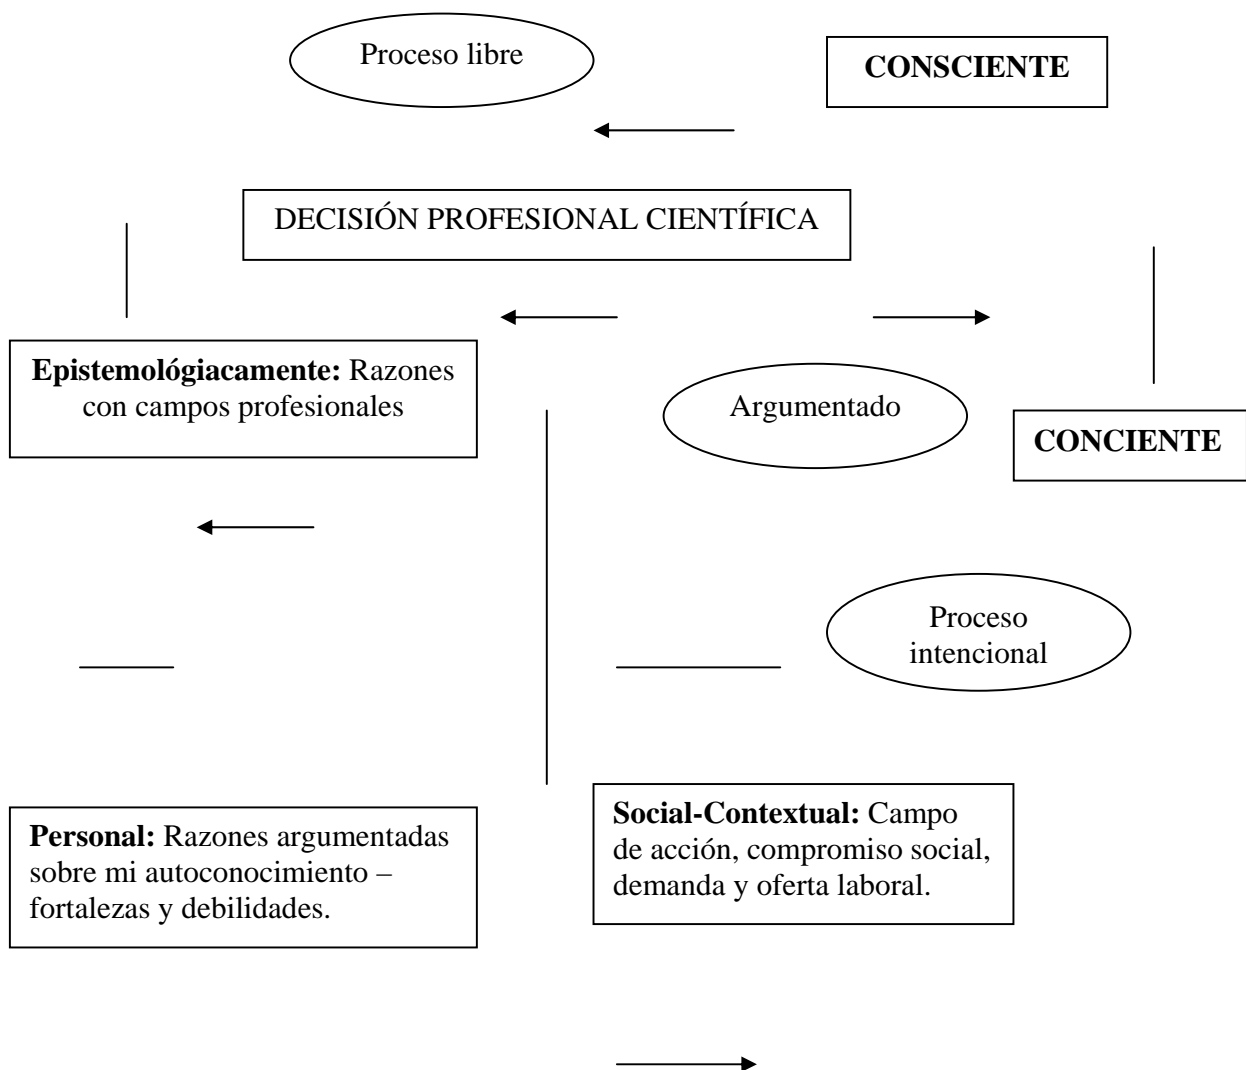 Proceso libre
CONSCIENTE
DECISIÓN PROFESIONAL CIENTÍFICA
Epistemológiacamente: Razones
con campos profesionales
Argumentado
CONCIENTE
Proceso
intencional
Personal: Razones argumentadas
sobre mi autoconocimiento –
fortalezas y debilidades.
Social-Contextual: Campo
de acción, compromiso social,
demanda y oferta laboral.